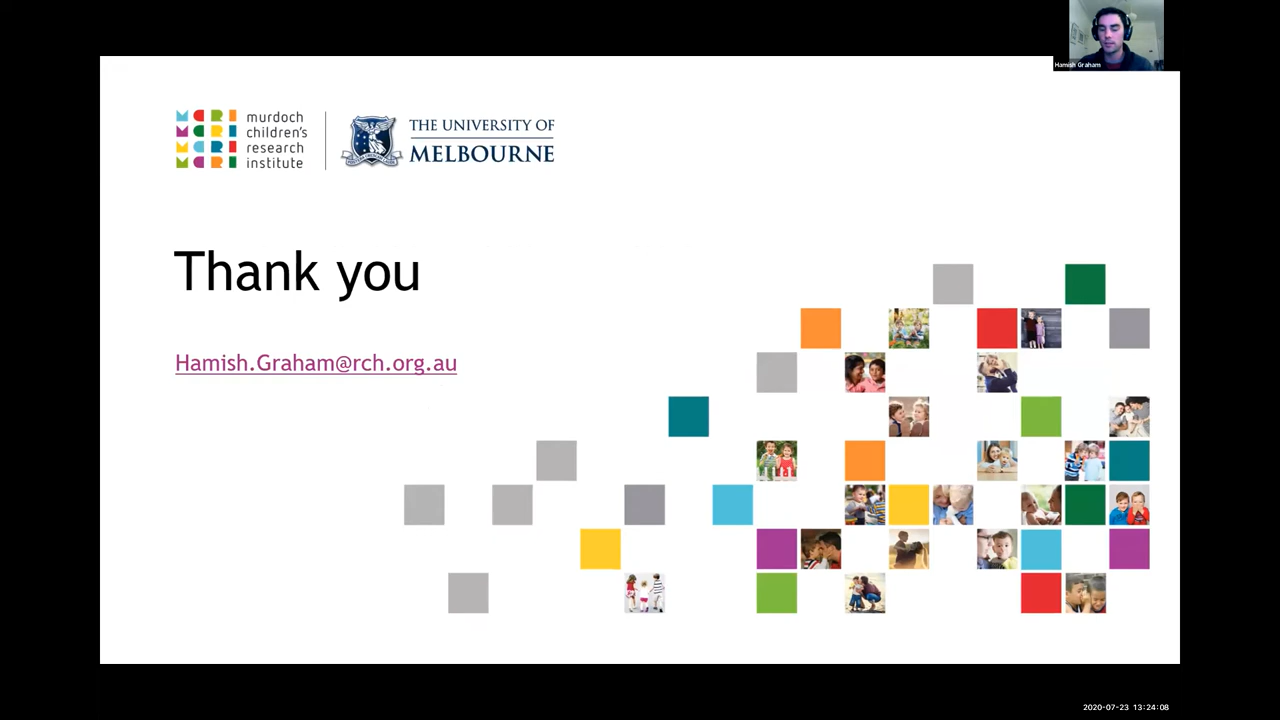 Hamish Graham
murdoch
children's
research
institute
THE UNIVERSITY OF
MELBOURNE
Thank you
Hamish.Graham@rch.org.au
2020-07-23 13:24:08